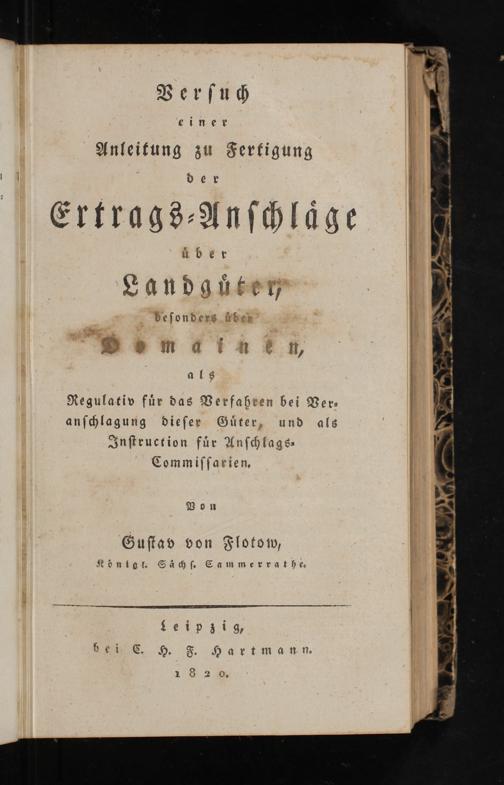 Versuch
einer
Anleitung zu Fertigung
der
Ertrags-Anschläge
über
Landgüter,
besonders über
Domainen,
als
Regulativ für das Verfahren bei Ver-
anschlagung dieser Güter, und als
Instruction für Anschlags-
Commissarien.
Von
Gustav von Flotow,
Königl. Sächs. Cammerrathe.
Leipzig,
bei C. H. F. Hartmann.
1820.